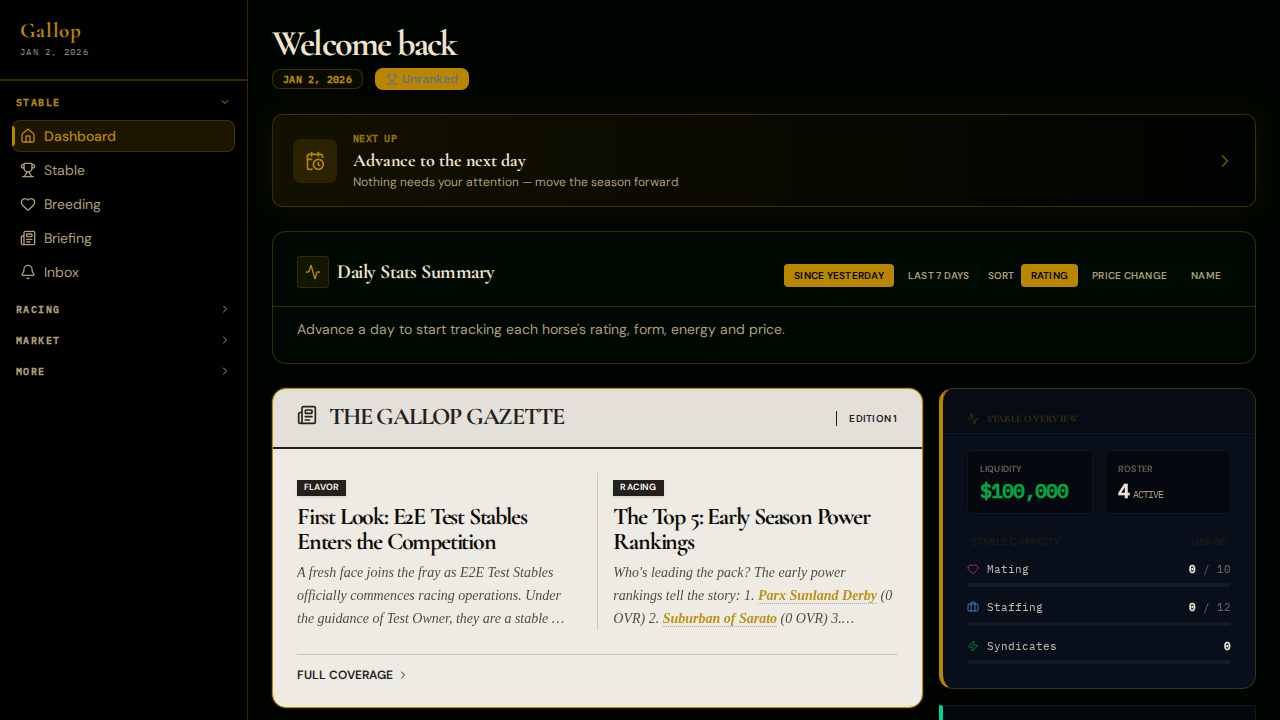 Gallop
JAN 2, 2026
STABLE
Dashboard
Stable
Breeding
Briefing
Inbox
RACING
MARKET
MORE
Welcome back
JAN 2, 2026
Unranked
NEXT UP
Advance to the next day
Nothing needs your attention — move the season forward
Daily Stats Summary
SINCE YESTERDAY
LAST 7 DAYS
SORT
RATING
PRICE CHANGE
NAME
Advance a day to start tracking each horse's rating, form, energy and price.
THE GALLOP GAZETTE
EDITION 1
FLAVOR
First Look: E2E Test Stables
Enters the Competition
A fresh face joins the fray as E2E Test Stables
officially commences racing operations. Under
the guidance of Test Owner, they are a stable …
RACING
The Top 5: Early Season Power
Rankings
Who's leading the pack? The early power
rankings tell the story: 1. Parx Sunland Derby (0
OVR) 2. Suburban of Sarato (0 OVR) 3.…
FULL COVERAGE
STABLE OVERVIEW
LIQUIDITY
$100,000
ROSTER
4 ACTIVE
STABLE CAPACITY
USAGE
Mating
0 / 10
Staffing
0 / 12
Syndicates
0